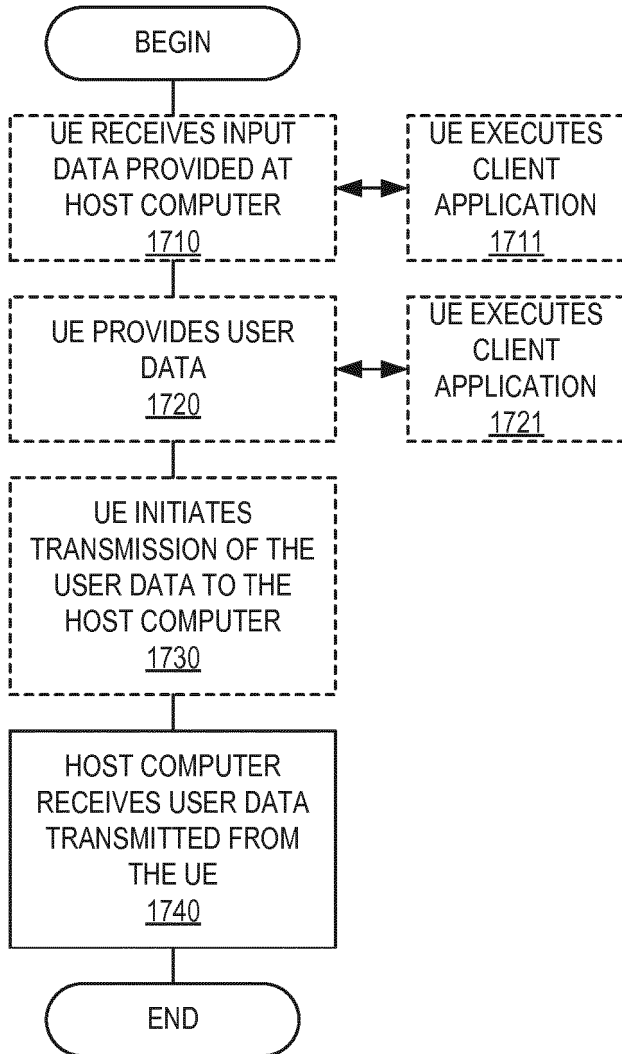 BEGIN
UE RECEIVES INPUT
DATA PROVIDED AT
HOST COMPUTER
1710
UE EXECUTES
CLIENT
APPLICATION
1711
UE PROVIDES USER
DATA
1720
UE EXECUTES
CLIENT
APPLICATION
1721
UE INITIATES
TRANSMISSION OF THE
USER DATA TO THE
HOST COMPUTER
1730
HOST COMPUTER
RECEIVES USER DATA
TRANSMITTED FROM
THE UE
1740
END